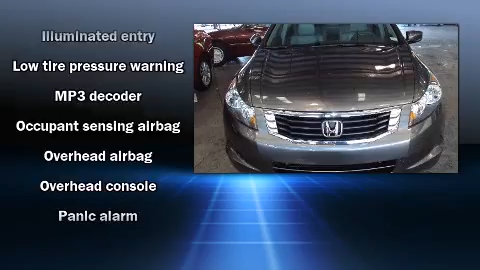 Illuminated entry
Low tire pressure warning
MP3 decoder
Occupant sensing airbag
Overhead airbag
Overhead console
Panic alarm